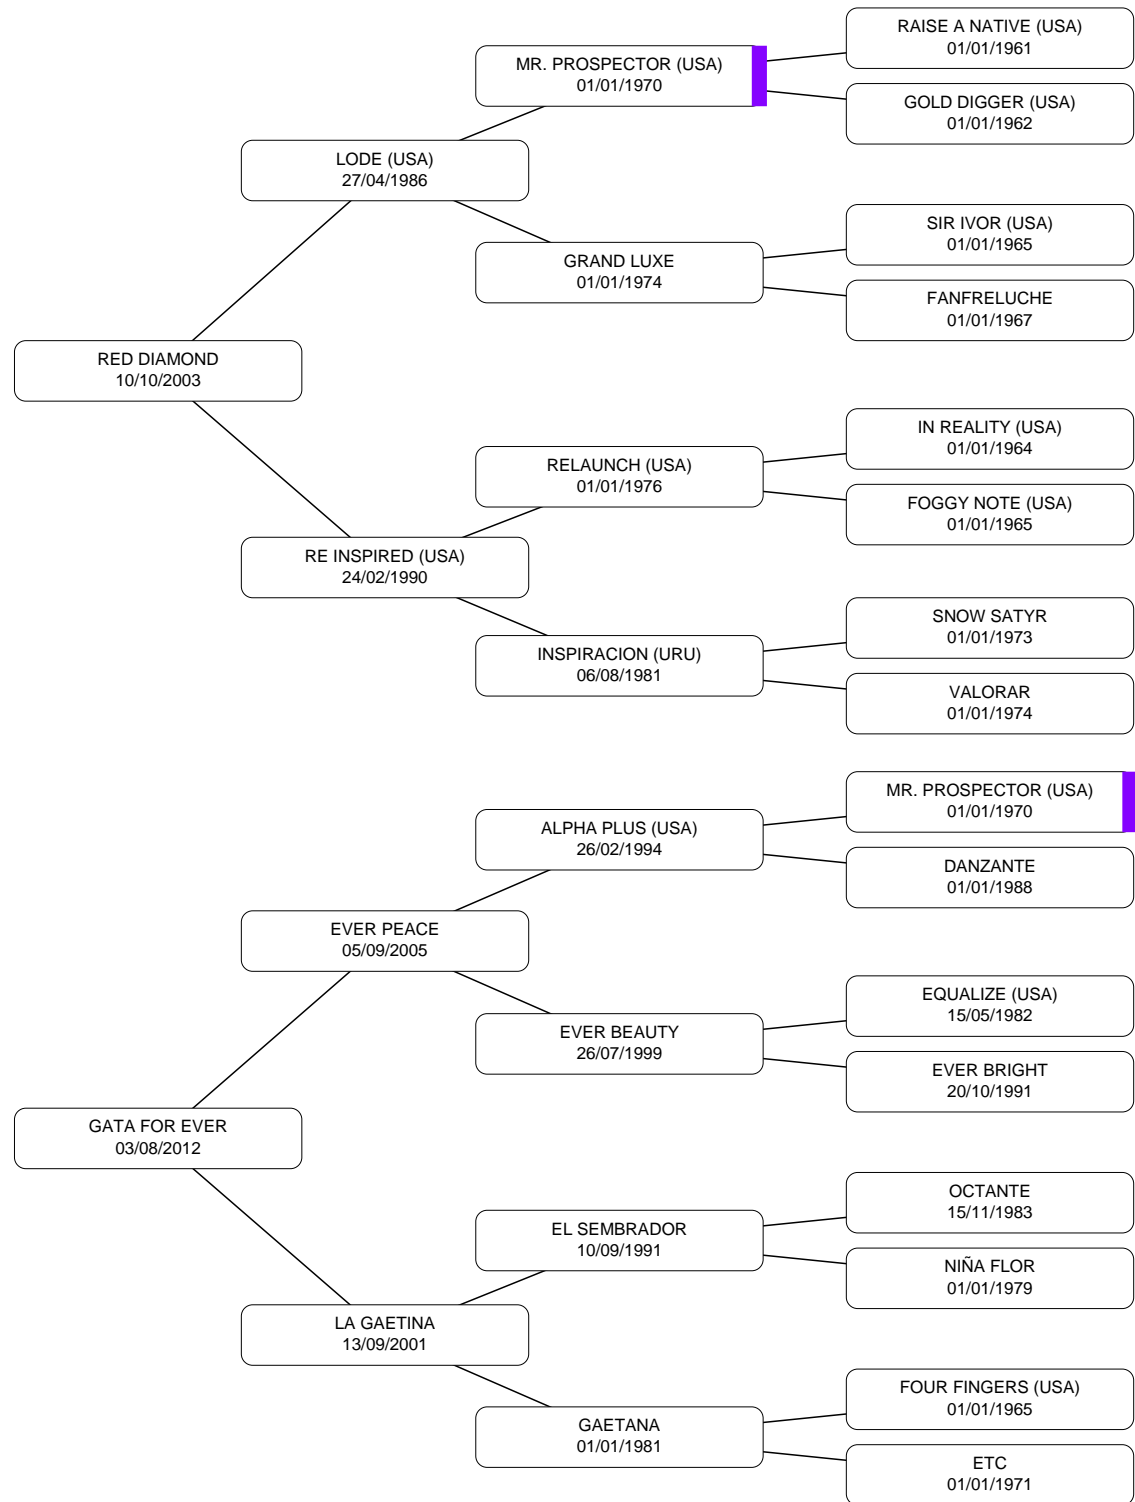 RAISE A NATIVE (USA)
01/01/1961
MR. PROSPECTOR (USA)
01/01/1970
GOLD DIGGER (USA)
01/01/1962
LODE (USA)
27/04/1986
SIR IVOR (USA)
01/01/1965
GRAND LUXE
01/01/1974
FANFRELUCHE
01/01/1967
RED DIAMOND
10/10/2003
IN REALITY (USA)
01/01/1964
RELAUNCH (USA)
01/01/1976
FOGGY NOTE (USA)
01/01/1965
RE INSPIRED (USA)
24/02/1990
SNOW SATYR
01/01/1973
INSPIRACION (URU)
06/08/1981
VALORAR
01/01/1974
MR. PROSPECTOR (USA)
01/01/1970
ALPHA PLUS (USA)
26/02/1994
DANZANTE
01/01/1988
EVER PEACE
05/09/2005
EQUALIZE (USA)
15/05/1982
EVER BEAUTY
26/07/1999
EVER BRIGHT
20/10/1991
GATA FOR EVER
03/08/2012
OCTANTE
15/11/1983
EL SEMBRADOR
10/09/1991
NIÑA FLOR
01/01/1979
LA GAETINA
13/09/2001
FOUR FINGERS (USA)
01/01/1965
GAETANA
01/01/1981
ETC
01/01/1971